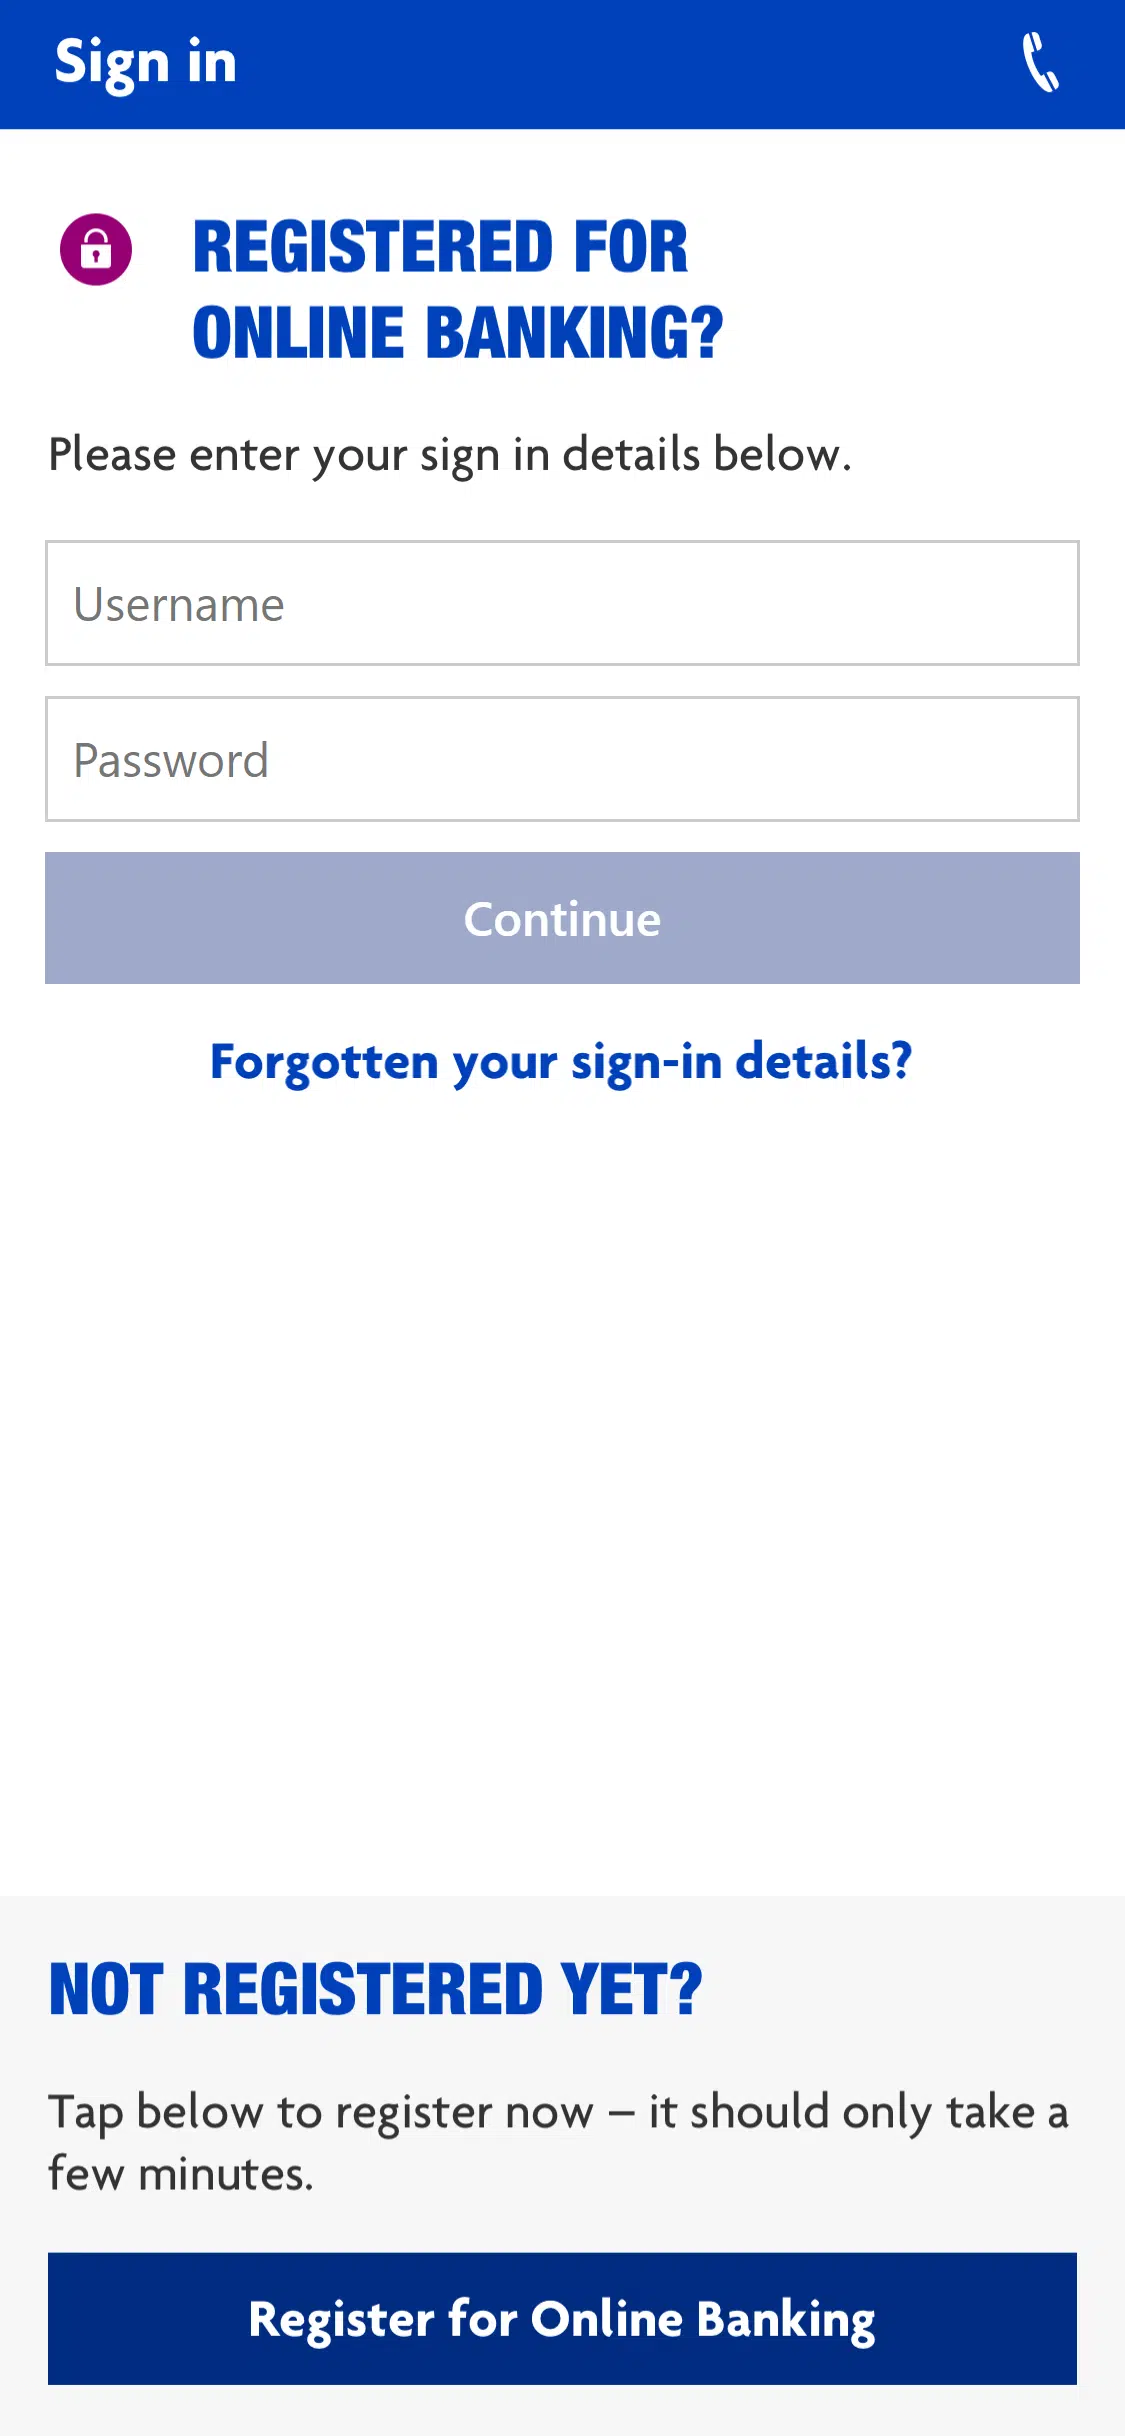 Sign in
REGISTERED FOR
ONLINE BANKING?
Please enter your sign in details below.
Username
Password
Continue
Forgotten your sign-in details?
NOT REGISTERED YET?
Tap below to register now – it should only take a
few minutes.
Register for Online Banking